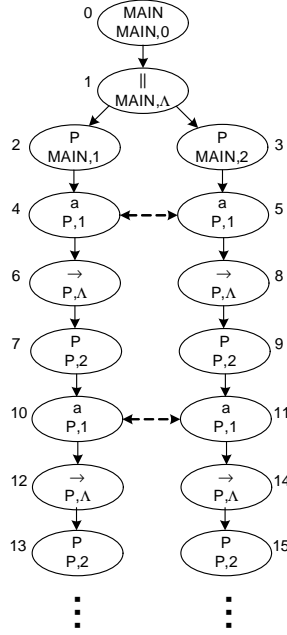 0 MAIN
MAIN,0
1 ||
MAIN,Λ
2 P P 3
MAIN,1 MAIN,2
4 a a 5
P,1 P,1
6 → → 8
P,Λ P,Λ
7 P P 9
P,2 P,2
10 a a 11
P,1 P,1
12 → → 14
P,Λ P,Λ
13 P P 15
P,2 P,2